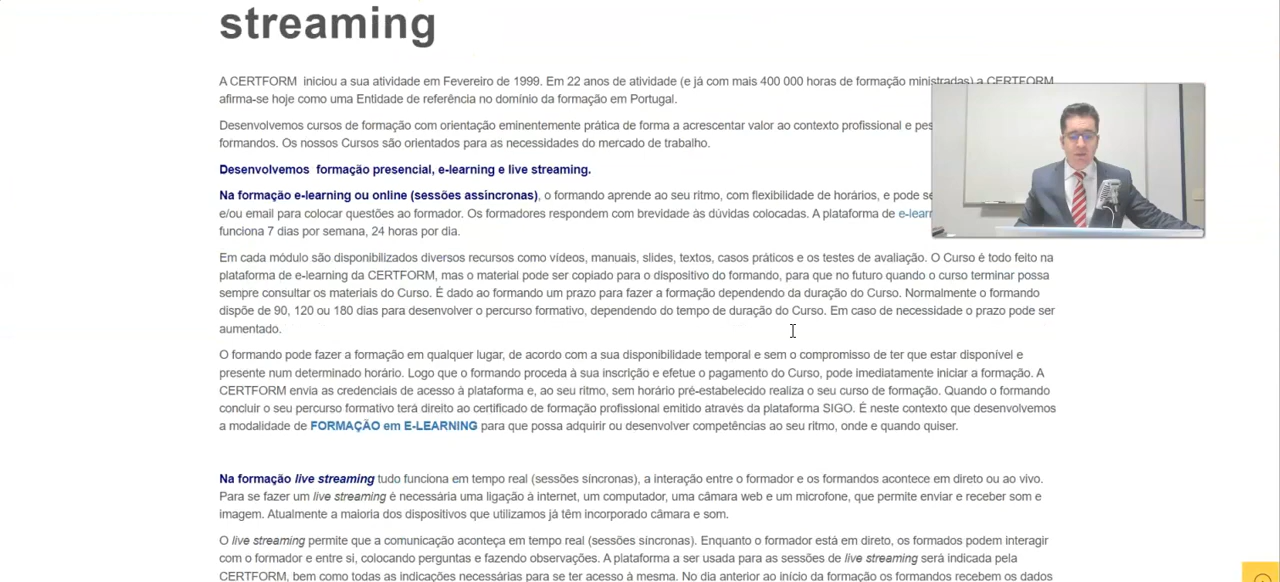 streaming
A CERTFORM iniciou a sua atividade em Fevereiro de 1999. Em 22 anos de atividade (e já com mais 400 000 horas de formação ministradas) a CERTFORM
afirma-se hoje como uma Entidade de referência no domínio da formação em Portugal.
Desenvolvemos cursos de formação com orientação eminentemente prática de forma a acrescentar valor ao contexto profissional e
formandos. Os nossos Cursos são orientados para as necessidades do mercado de trabalho.
Desenvolvemos formação presencial, e-learning e live streaming.
Na formação e-learning ou online (sessões assíncronas), o formando aprende ao seu ritmo, com flexibilidade de horários, e pode
e/ou email para colocar questões ao formador. Os formadores respondem com brevidade às dúvidas colocadas. A plataforma de
funciona 7 dias por semana, 24 horas por dia.
Em cada módulo são disponibilizados diversos recursos como vídeos, manuais, slides, textos, casos práticos e os testes de avaliação. O Curso é todo feito na
plataforma de e-learning da CERTFORM, mas o material pode ser copiado para o dispositivo do formando, para que no futuro quando o curso terminar possa
sempre consultar os materiais do Curso. É dado ao formando um prazo para fazer a formação dependendo da duração do Curso. Normalmente o formando
dispõe de 90, 120 ou 180 dias para desenvolver o percurso formativo, dependendo do tempo de duração do Curso. Em caso de necessidade o prazo pode ser
aumentado.
O formando pode fazer a formação em qualquer lugar, de acordo com a sua disponibilidade temporal e sem o compromisso de ter que estar disponível e
presente num determinado horário. Logo que o formando proceda à sua inscrição e efetue o pagamento do Curso, pode imediatamente iniciar a formação. A
CERTFORM envia as credenciais de acesso à plataforma e, ao seu ritmo, sem horário pré-estabelecido realiza o seu curso de formação. Quando o formando
concluir o seu percurso formativo terá direito ao certificado de formação profissional emitido através da plataforma SIGO. É neste contexto que desenvolvemos
a modalidade de FORMAÇÃO em E-LEARNING para que possa adquirir ou desenvolver competências ao seu ritmo, onde e quando quiser.
Na formação live streaming tudo funciona em tempo real (sessões síncronas), a interação entre o formador e os formandos acontece em direto ou ao vivo.
Para se fazer um live streaming é necessária uma ligação à internet, um computador, uma câmara web e um microfone, que permite enviar e receber som e
imagem. Atualmente a maioria dos dispositivos que utilizamos já têm incorporado câmara e som.
O live streaming permite que a comunicação aconteça em tempo real (sessões síncronas). Enquanto o formador está em direto, os formados podem interagir
com o formador e entre si, colocando perguntas e fazendo observações. A plataforma a ser usada para as sessões de live streaming será indicada pela
CERTFORM, bem como todas as indicações necessárias para se ter acesso à mesma. No dia anterior ao início da formação os formandos recebem os dados